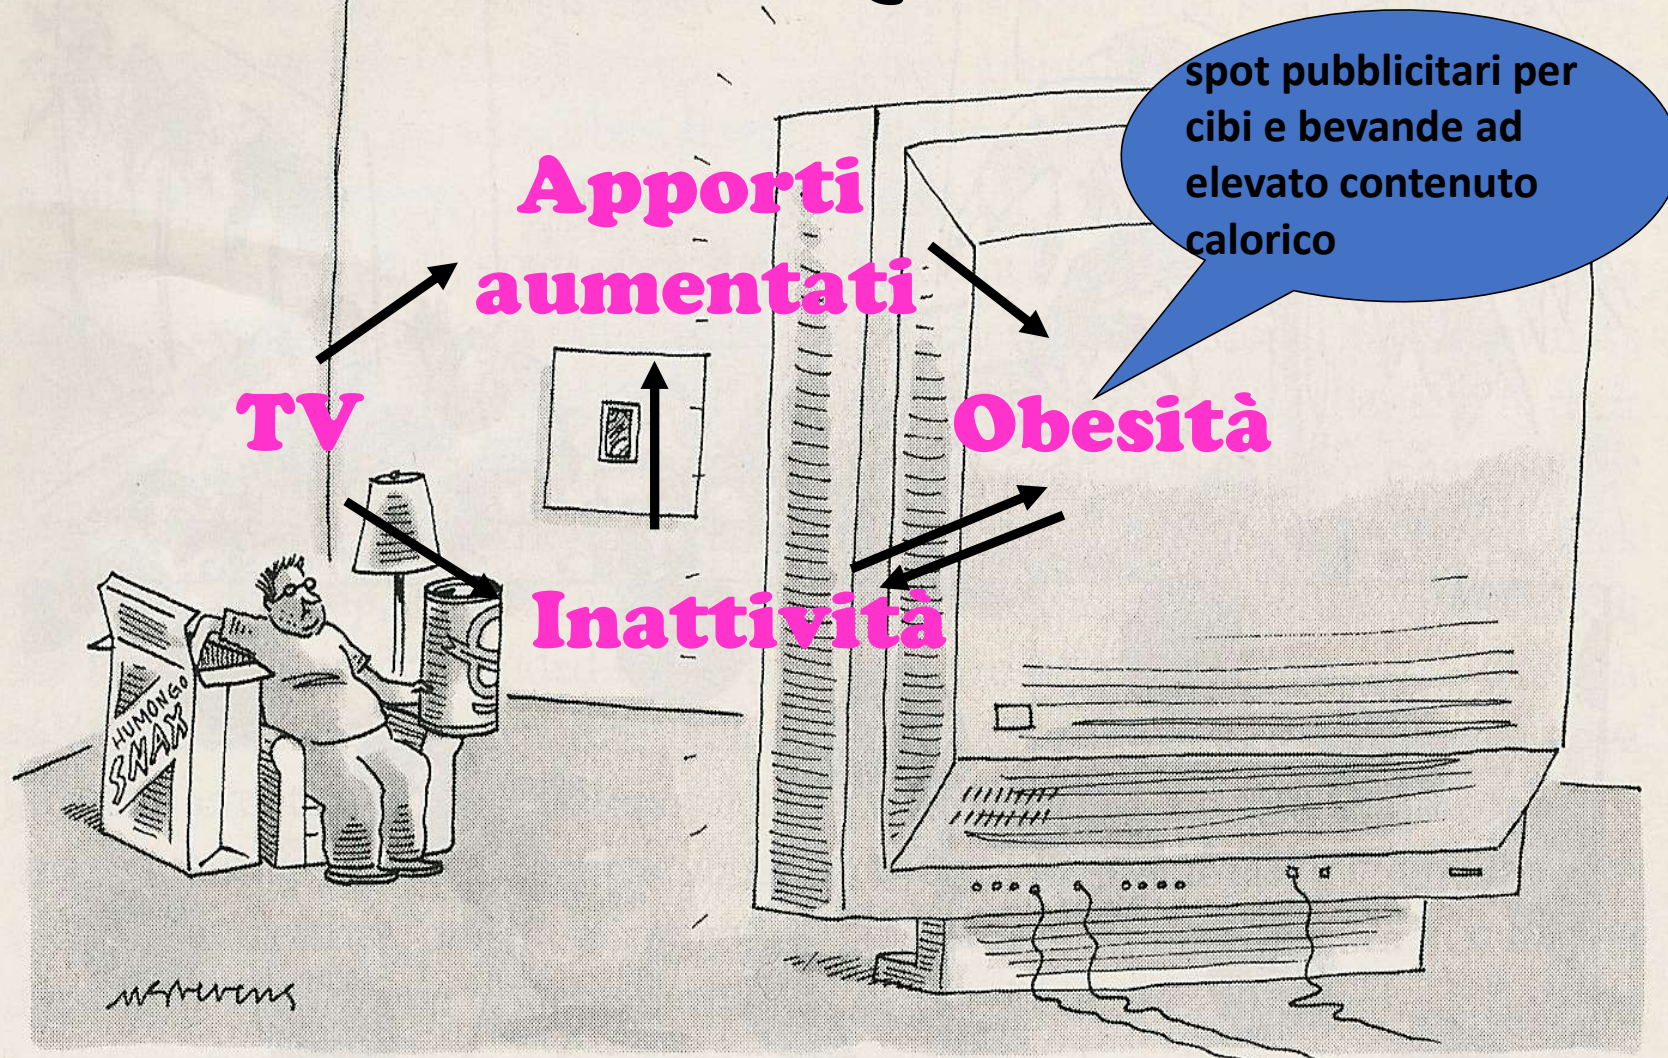 spot pubblicitari per
cibi e bevande ad
elevato contenuto
calorico
Apporti
aumentati
TV
Obesità
Inattività
HUMONGO
SNAX